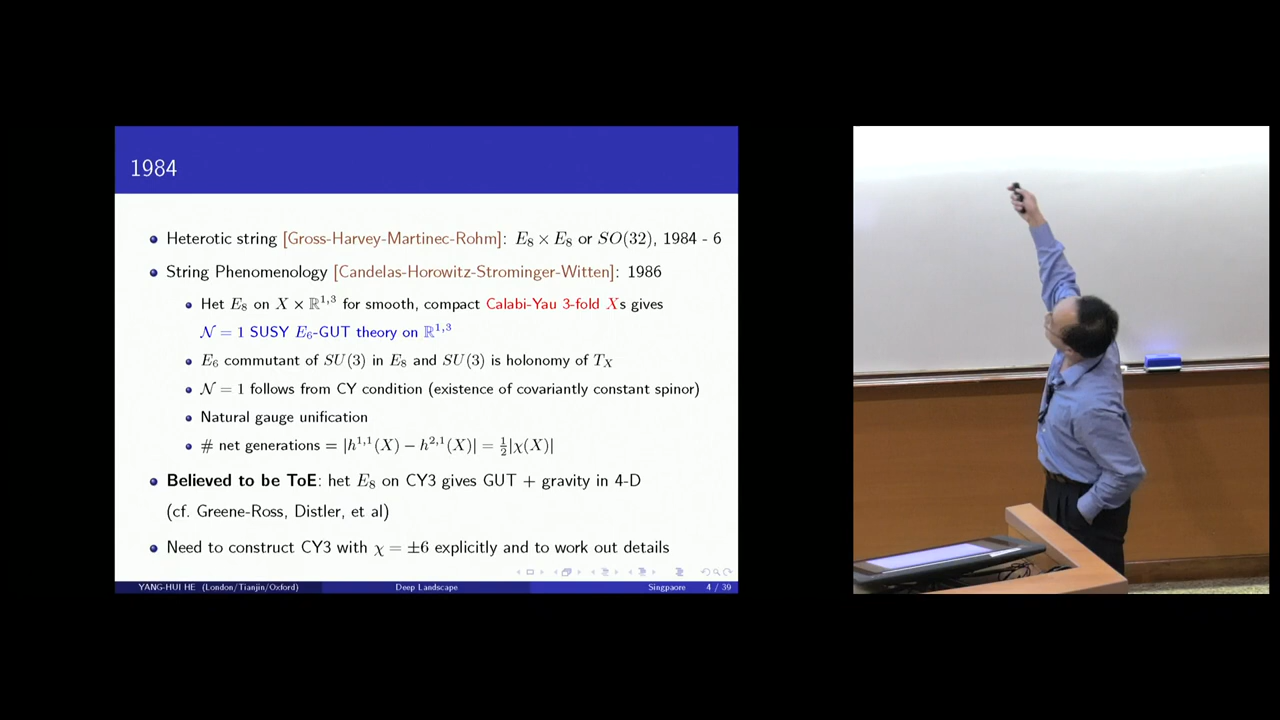 1984
Heterotic string [Gross-Harvey-Martinec-Rohm]: E₈ × E₈ or SO(32), 1984 - 6
String Phenomenology [Candelas-Horowitz-Strominger-Witten]: 1986
Het E₈ on X × ℝ¹,³ for smooth, compact Calabi-Yau 3-fold Xs gives
𝒩 = 1 SUSY E₆-GUT theory on ℝ¹,³
E₆ commutant of SU(3) in E₈ and SU(3) is holonomy of T_X
𝒩 = 1 follows from CY condition (existence of covariantly constant spinor)
Natural gauge unification
# net generations = |h¹,¹(X) − h²,¹(X)| = ½|χ(X)|
Believed to be ToE: het E₈ on CY3 gives GUT + gravity in 4-D
(cf. Greene-Ross, Distler, et al)
Need to construct CY3 with χ = ±6 explicitly and to work out details
YANG-HUI HE (London/Tianjin/Oxford) Deep Landscape Singpaore 4 / 39